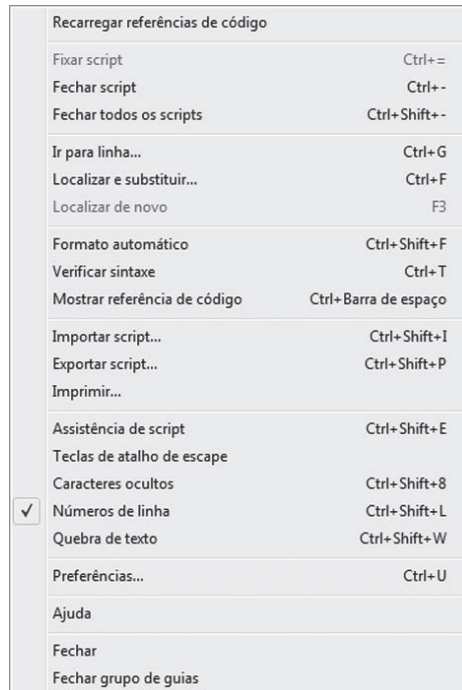 Recarregar referências de código
Fixar script Ctrl+=
Fechar script Ctrl+-
Fechar todos os scripts Ctrl+Shift+-
Ir para linha... Ctrl+G
Localizar e substituir... Ctrl+F
Localizar de novo F3
Formato automático Ctrl+Shift+F
Verificar sintaxe Ctrl+T
Mostrar referência de código Ctrl+Barra de espaço
Importar script... Ctrl+Shift+I
Exportar script... Ctrl+Shift+P
Imprimir...
Assistência de script Ctrl+Shift+E
Teclas de atalho de escape
Caracteres ocultos Ctrl+Shift+8
Números de linha Ctrl+Shift+L
Quebra de texto Ctrl+Shift+W
Preferências... Ctrl+U
Ajuda
Fechar
Fechar grupo de guias